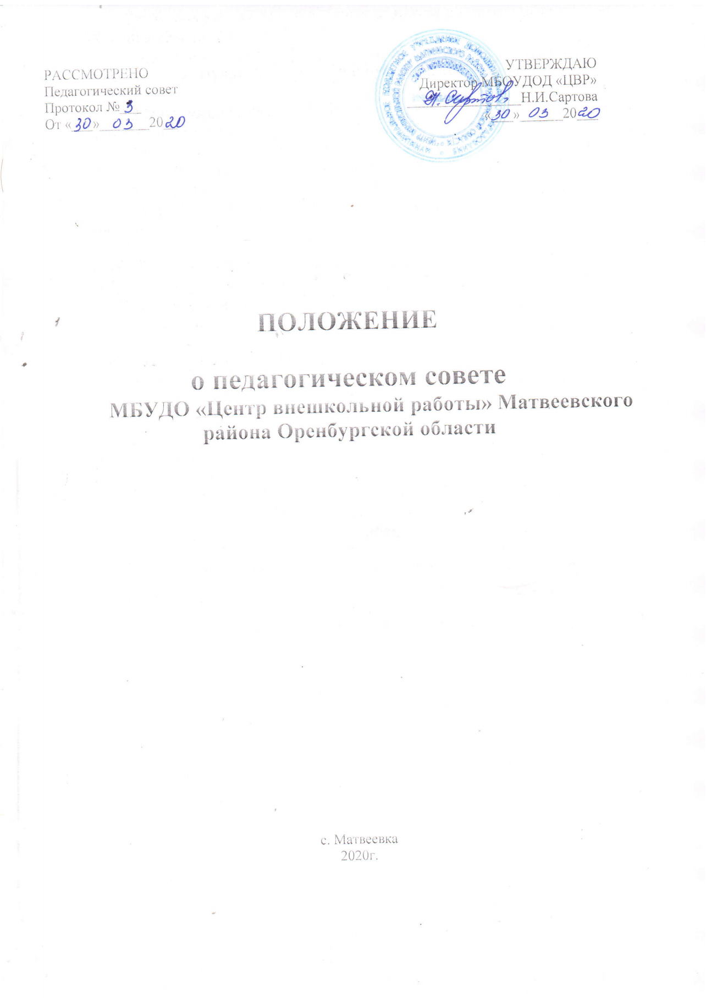 РАССМОТРЕНО
Педагогический совет
Протокол № 3
От «30» 03 2020
УТВЕРЖДАЮ
Директор МБОУДОД «ЦВР»
Н. Сартов Н.И.Сартова
«30» 03 2020
ПОЛОЖЕНИЕ
о педагогическом совете
МБУДО «Центр внешкольной работы» Матвеевского
района Оренбургской области
с. Матвеевка
2020г.